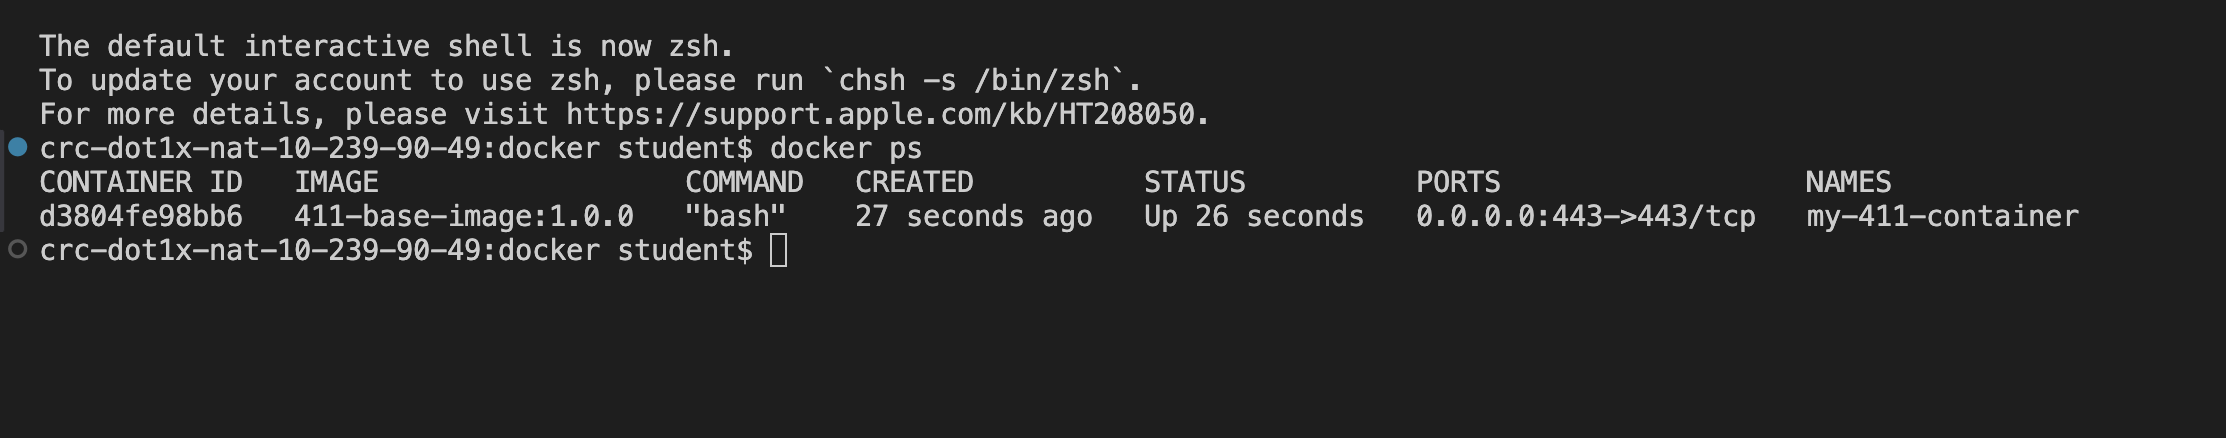 The default interactive shell is now zsh.
To update your account to use zsh, please run `chsh -s /bin/zsh`.
For more details, please visit https://support.apple.com/kb/HT208050.
crc-dot1x-nat-10-239-90-49:docker student$ docker ps
CONTAINER ID   IMAGE                  COMMAND   CREATED          STATUS          PORTS                  NAMES
d3804fe98bb6   411-base-image:1.0.0   "bash"    27 seconds ago   Up 26 seconds   0.0.0.0:443->443/tcp   my-411-container
crc-dot1x-nat-10-239-90-49:docker student$